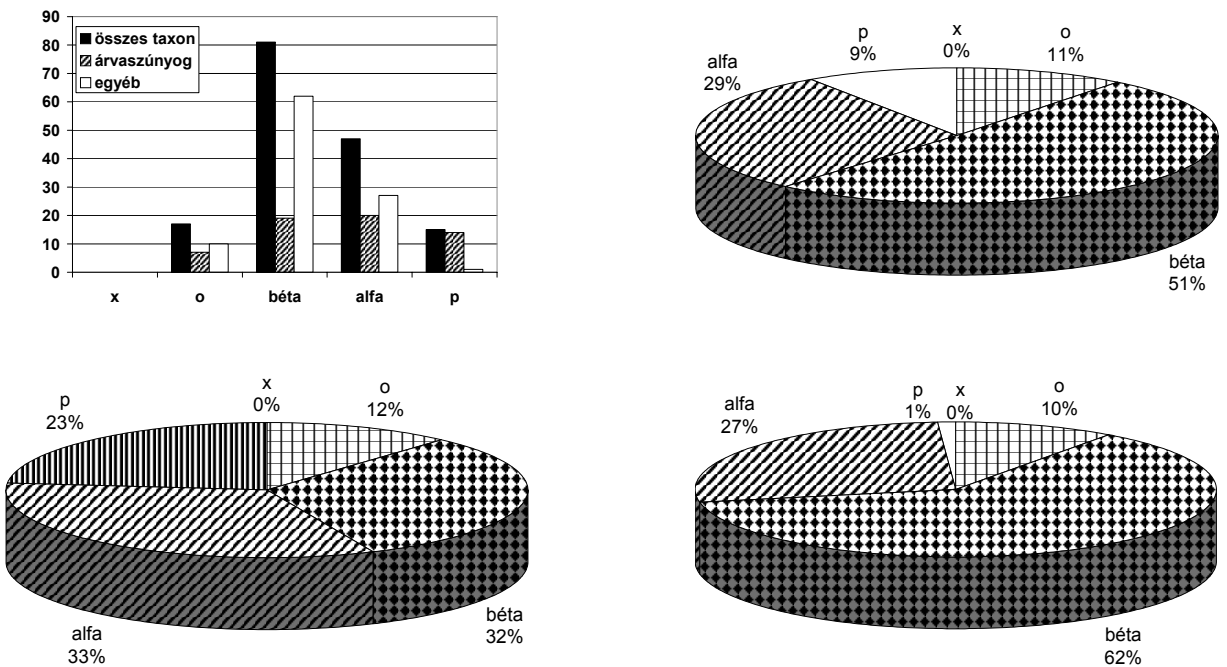 90
80
70
60
50
40
30
20
10
0
összes taxon
árvaszúnyog
egyéb
x o béta alfa p
x
0%
o
11%
béta
51%
alfa
29%
p
9%
x
0%
o
12%
béta
32%
alfa
33%
p
23%
x
0%
o
10%
béta
62%
alfa
27%
p
1%